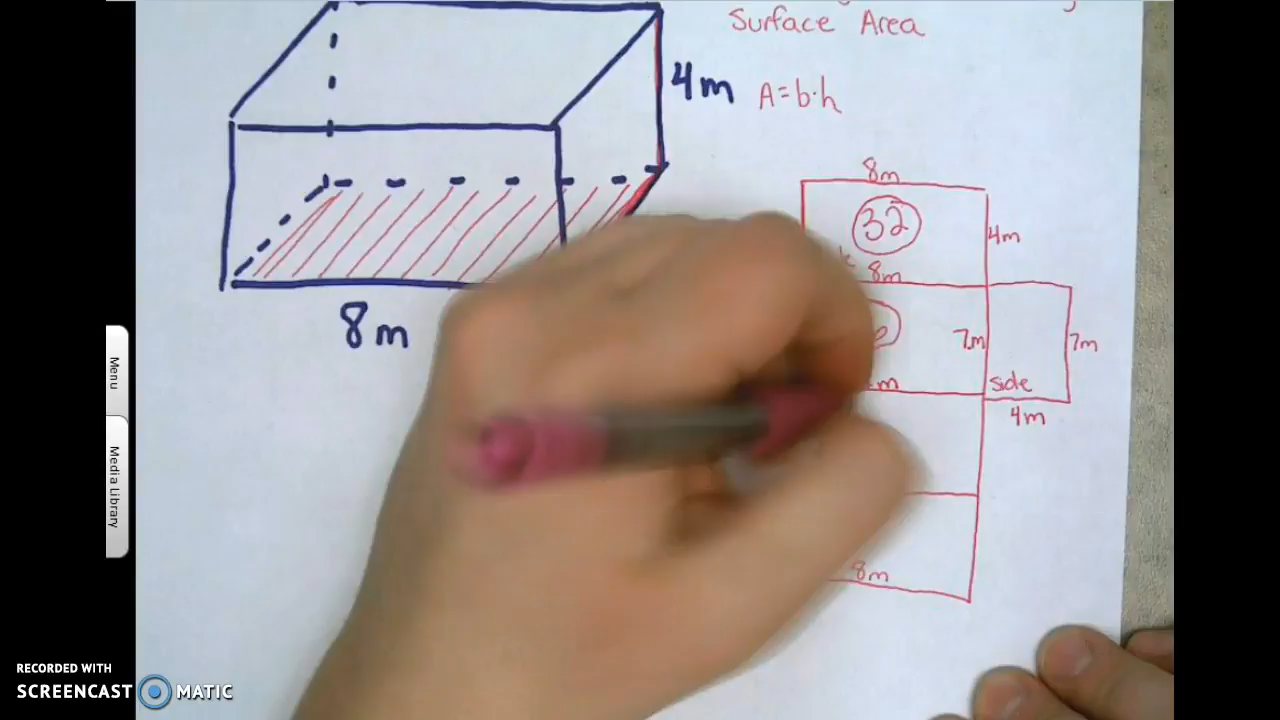 Surface Area
4m
A=b·h
8m
32
4m
8m
8m
7m
7m
side
4m
8m
Menu
Media Library
RECORDED WITH
SCREENCAST MATIC